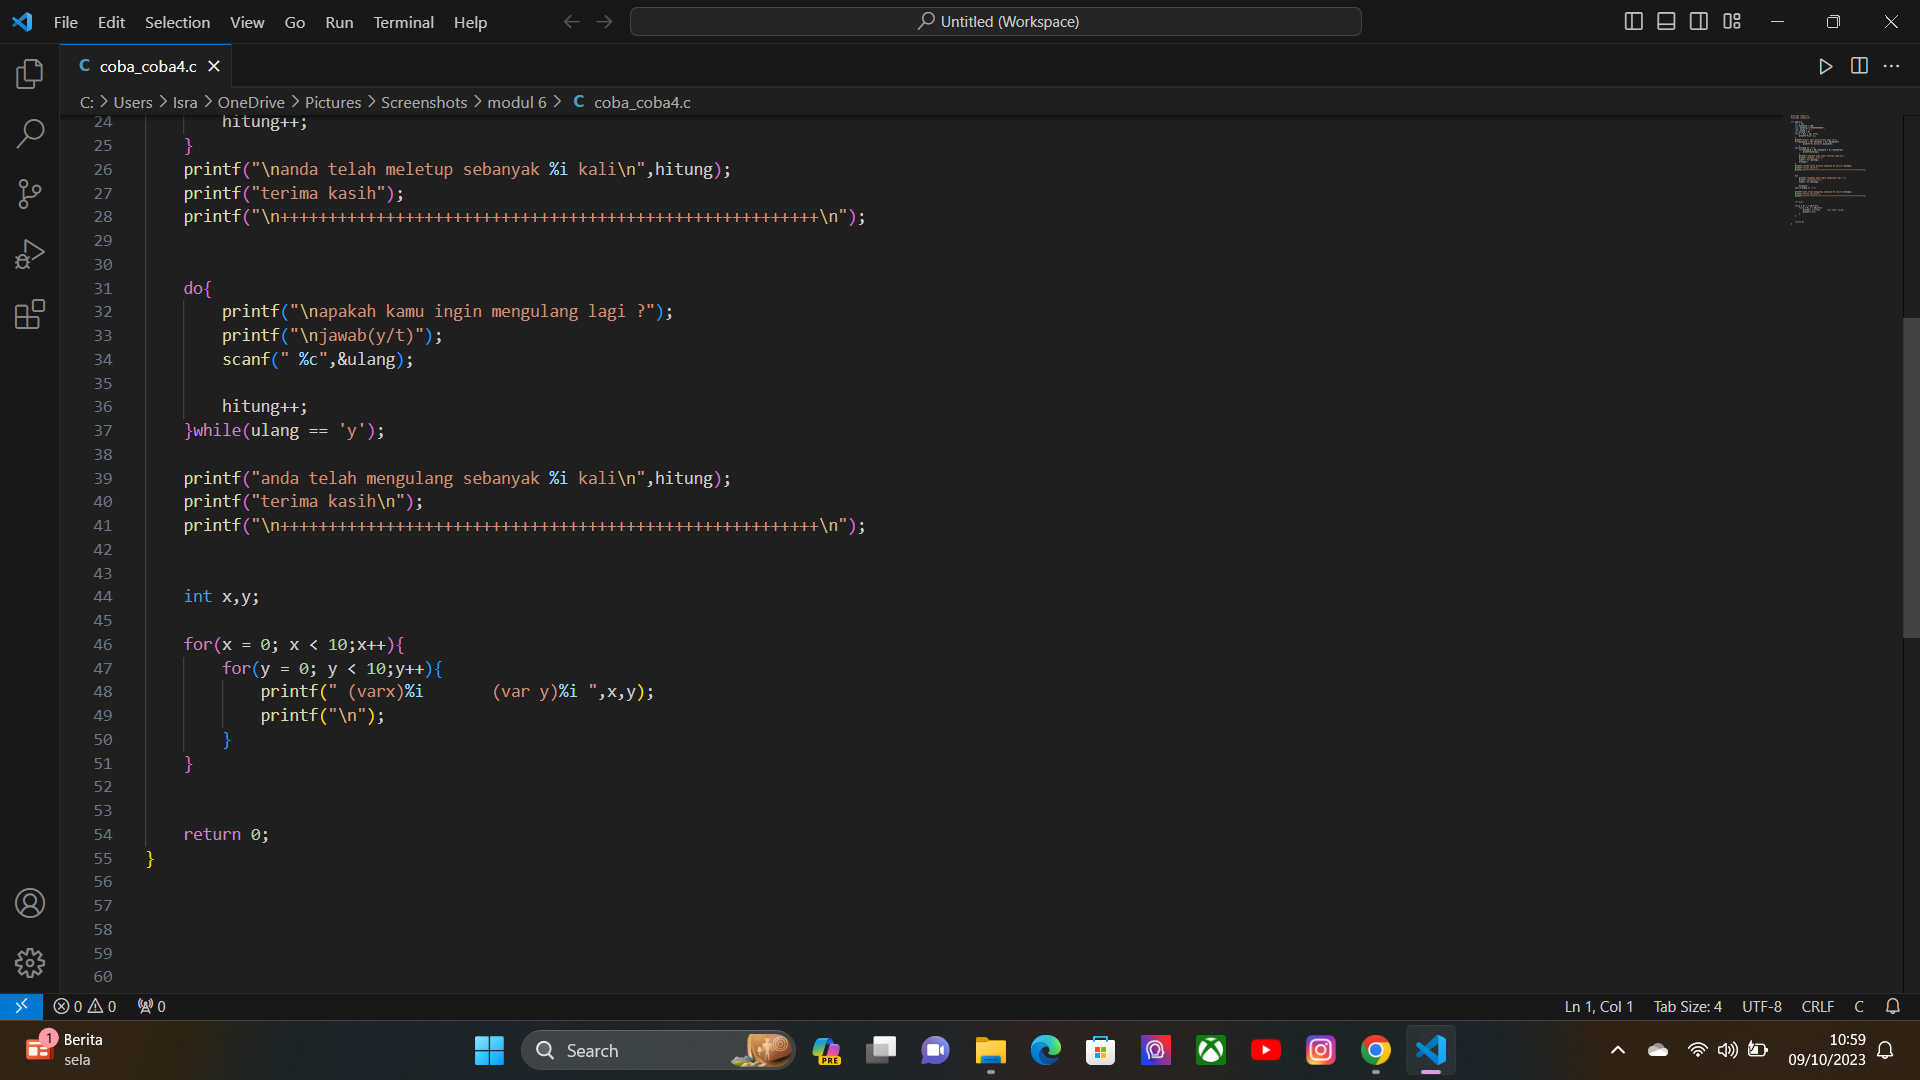 File Edit Selection View Go Run Terminal Help Untitled (Workspace)
C coba_coba4.c
C: > Users > Isra > OneDrive > Pictures > Screenshots > modul 6 > C coba_coba4.c
24 hitung++;
25 }
26 printf("\nanda telah meletup sebanyak %i kali\n",hitung);
27 printf("terima kasih");
28 printf("\n++++++++++++++++++++++++++++++++++++++++++++++++++++++++\n");
29
30
31 do{
32 printf("\napakah kamu ingin mengulang lagi ?");
33 printf("\njawab(y/t)");
34 scanf(" %c",&ulang);
35
36 hitung++;
37 }while(ulang == 'y');
38
39 printf("anda telah mengulang sebanyak %i kali\n",hitung);
40 printf("terima kasih\n");
41 printf("\n++++++++++++++++++++++++++++++++++++++++++++++++++++++++\n");
42
43
44 int x,y;
45
46 for(x = 0; x < 10;x++){
47 for(y = 0; y < 10;y++){
48 printf(" (varx)%i       (var y)%i ",x,y);
49 printf("\n");
50 }
51 }
52
53
54 return 0;
55 }
56
57
58
59
60
0 0 0 Ln 1, Col 1 Tab Size: 4 UTF-8 CRLF C
1 Berita
sela
Search
PRE
10:59
09/10/2023